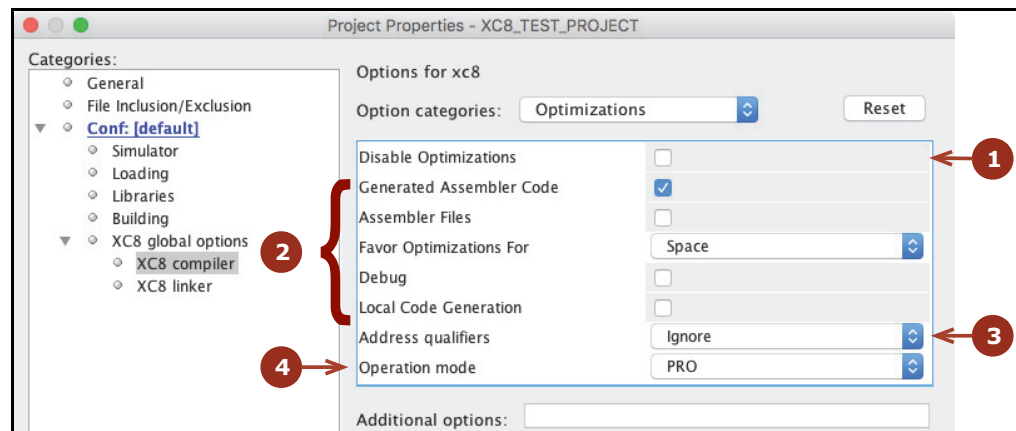 Project Properties - XC8_TEST_PROJECT
Categories:
General
File Inclusion/Exclusion
Conf: [default]
Simulator
Loading
Libraries
Building
XC8 global options
XC8 compiler
XC8 linker
Options for xc8
Option categories: Optimizations Reset
Disable Optimizations 1
Generated Assembler Code
Assembler Files
2 Favor Optimizations For Space
Debug
Local Code Generation
Address qualifiers Ignore 3
4 Operation mode PRO
Additional options: